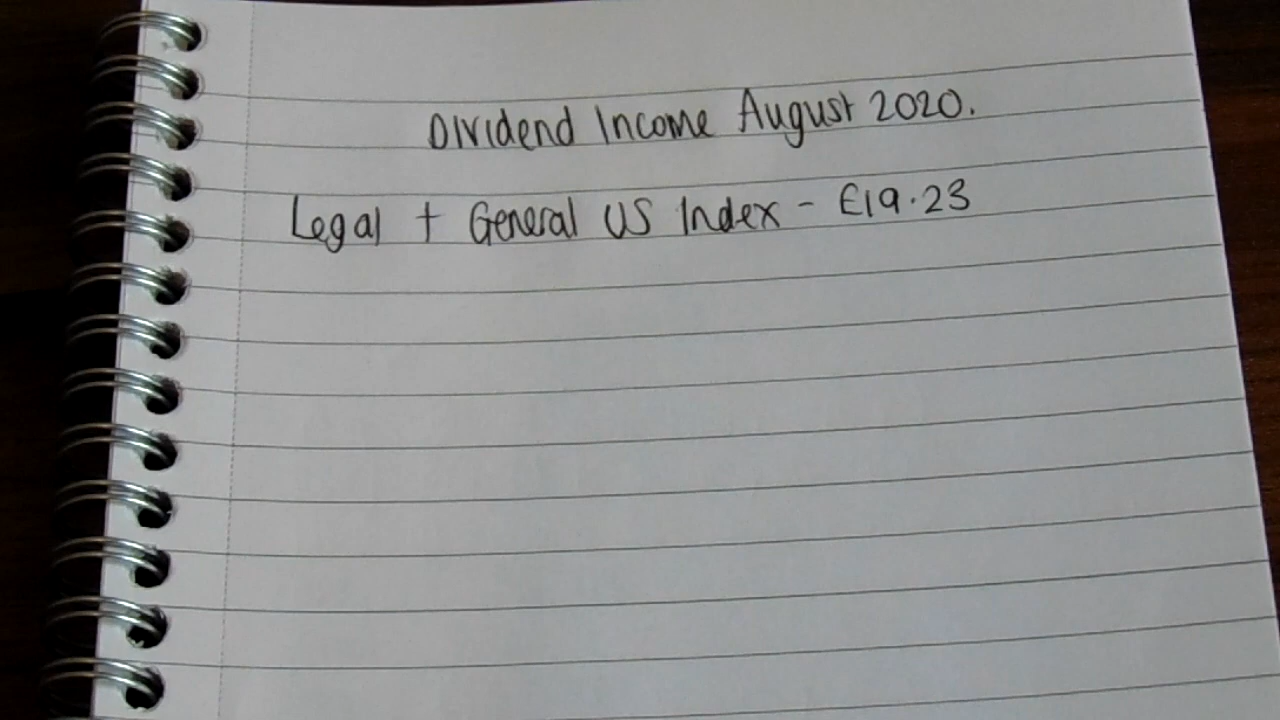 Dividend Income August 2020.
Legal + General US Index - £19.23